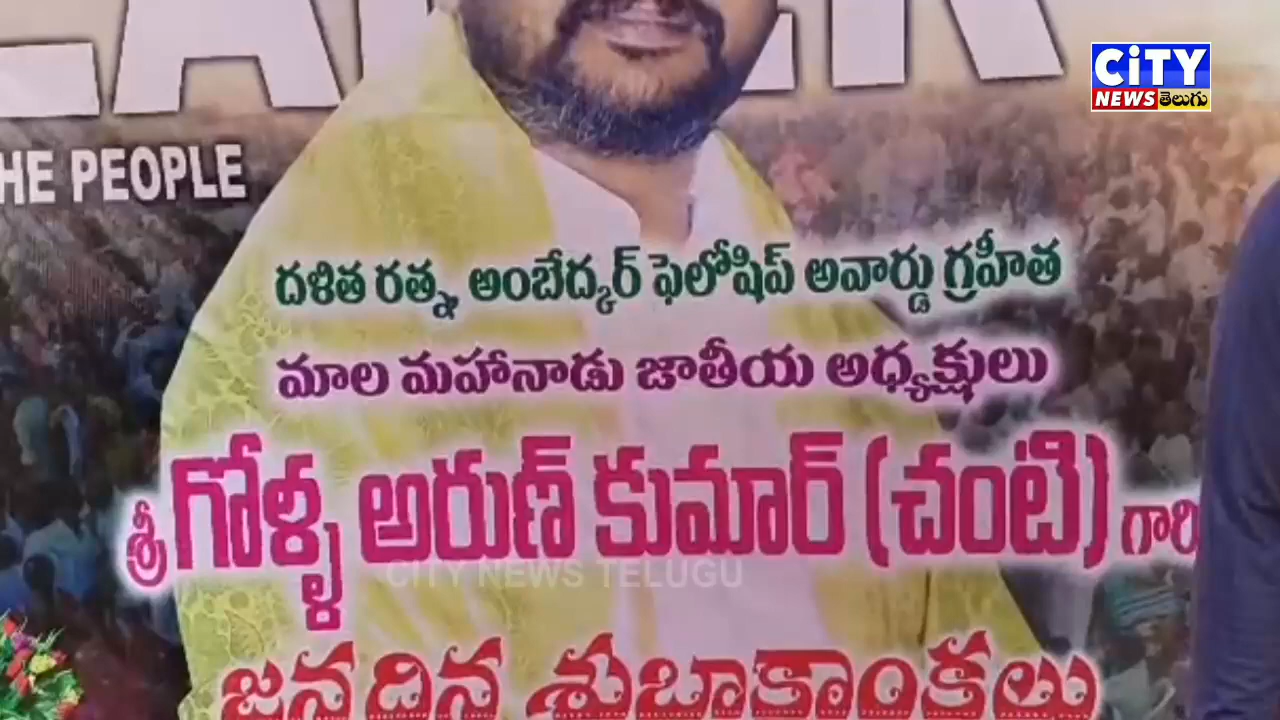 CiTY
NEWS తెలుగు
HE PEOPLE
దళిత రత్న, అంబేద్కర్ ఫెలోషిప్ అవార్డు గ్రహీత
మాల మహానాడు జాతీయ అధ్యక్షులు
శ్రీ గోళ్ళ అరుణ్ కుమార్ (చంటి) గారి
CITY NEWS TELUGU
జన్మదిన శుభాకాంక్షలు